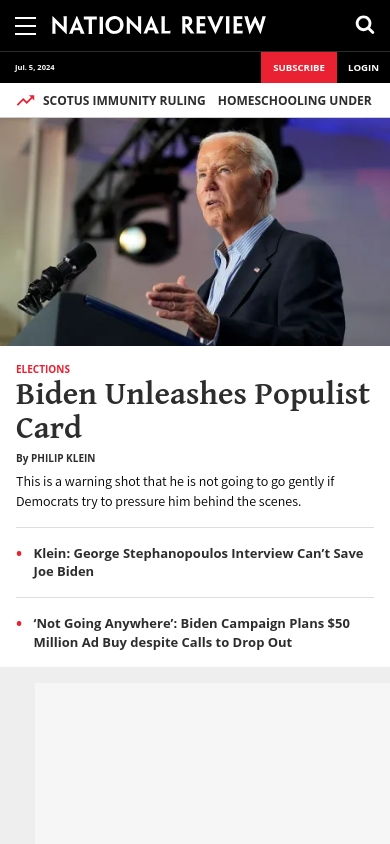 NATIONAL REVIEW
Jul. 5, 2024
SUBSCRIBE
LOGIN
SCOTUS IMMUNITY RULING
HOMESCHOOLING UNDER
ELECTIONS
Biden Unleashes Populist
Card
By PHILIP KLEIN
This is a warning shot that he is not going to go gently if
Democrats try to pressure him behind the scenes.
• Klein: George Stephanopoulos Interview Can’t Save
Joe Biden
• ‘Not Going Anywhere’: Biden Campaign Plans $50
Million Ad Buy despite Calls to Drop Out